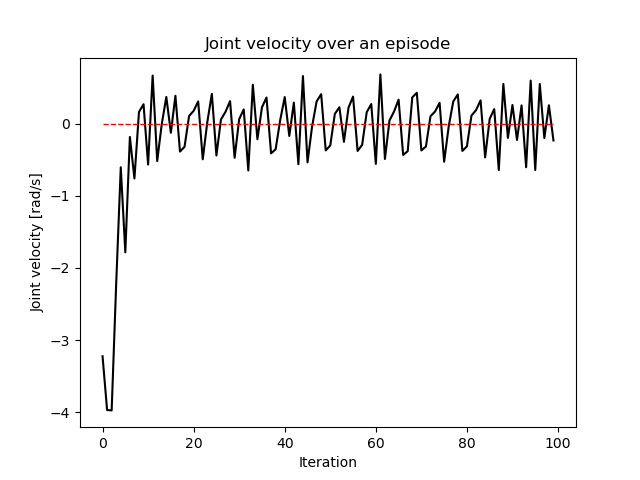 Joint velocity over an episode
0
−1
−2
−3
−4
Joint velocity [rad/s]
0 20 40 60 80 100
Iteration